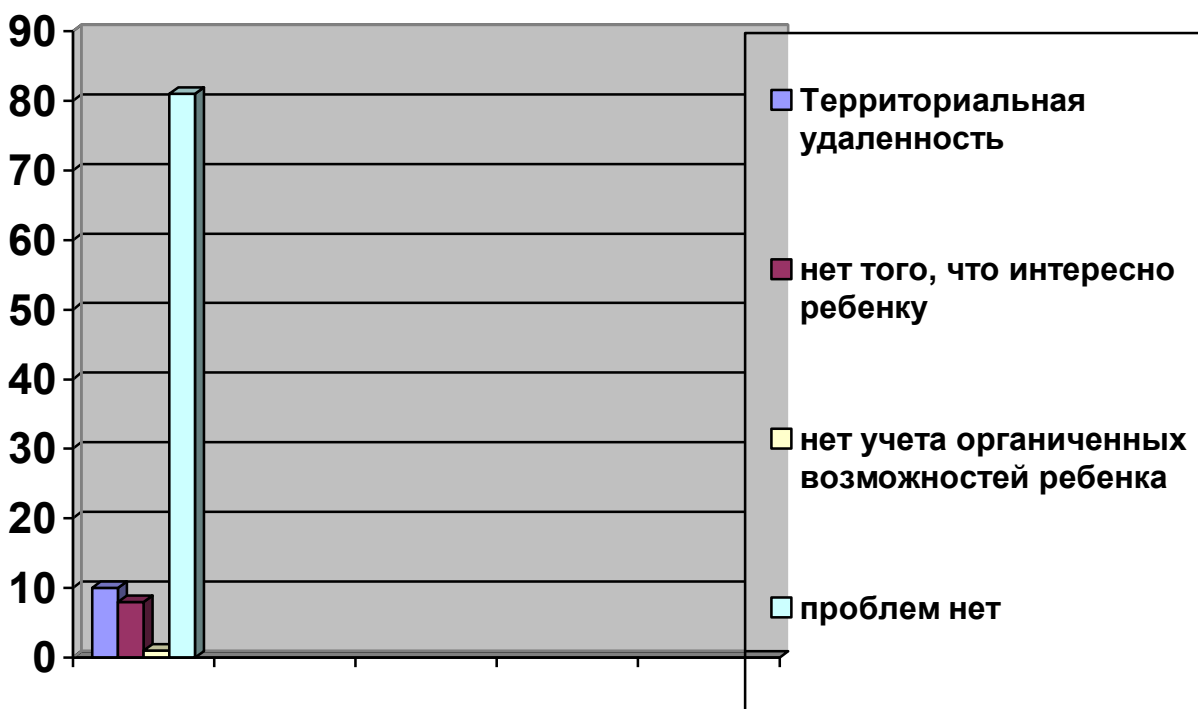 90
80
70
60
50
40
30
20
10
0
Территориальная
удаленность
нет того, что интересно
ребенку
нет учета органиченных
возможностей ребенка
проблем нет